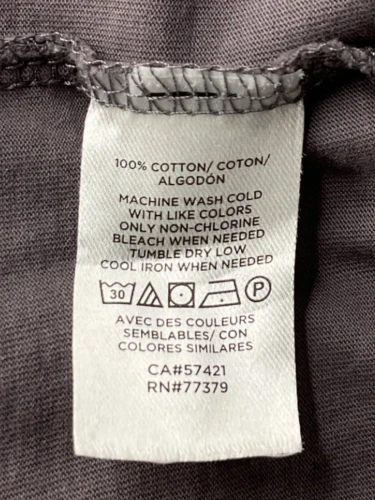 100% COTTON/ COTON/
ALGODÓN
MACHINE WASH COLD
WITH LIKE COLORS
ONLY NON-CHLORINE
BLEACH WHEN NEEDED
TUMBLE DRY LOW
COOL IRON WHEN NEEDED
30 P
AVEC DES COULEURS
SEMBLABLES/ CON
COLORES SIMILARES
CA#57421
RN#77379